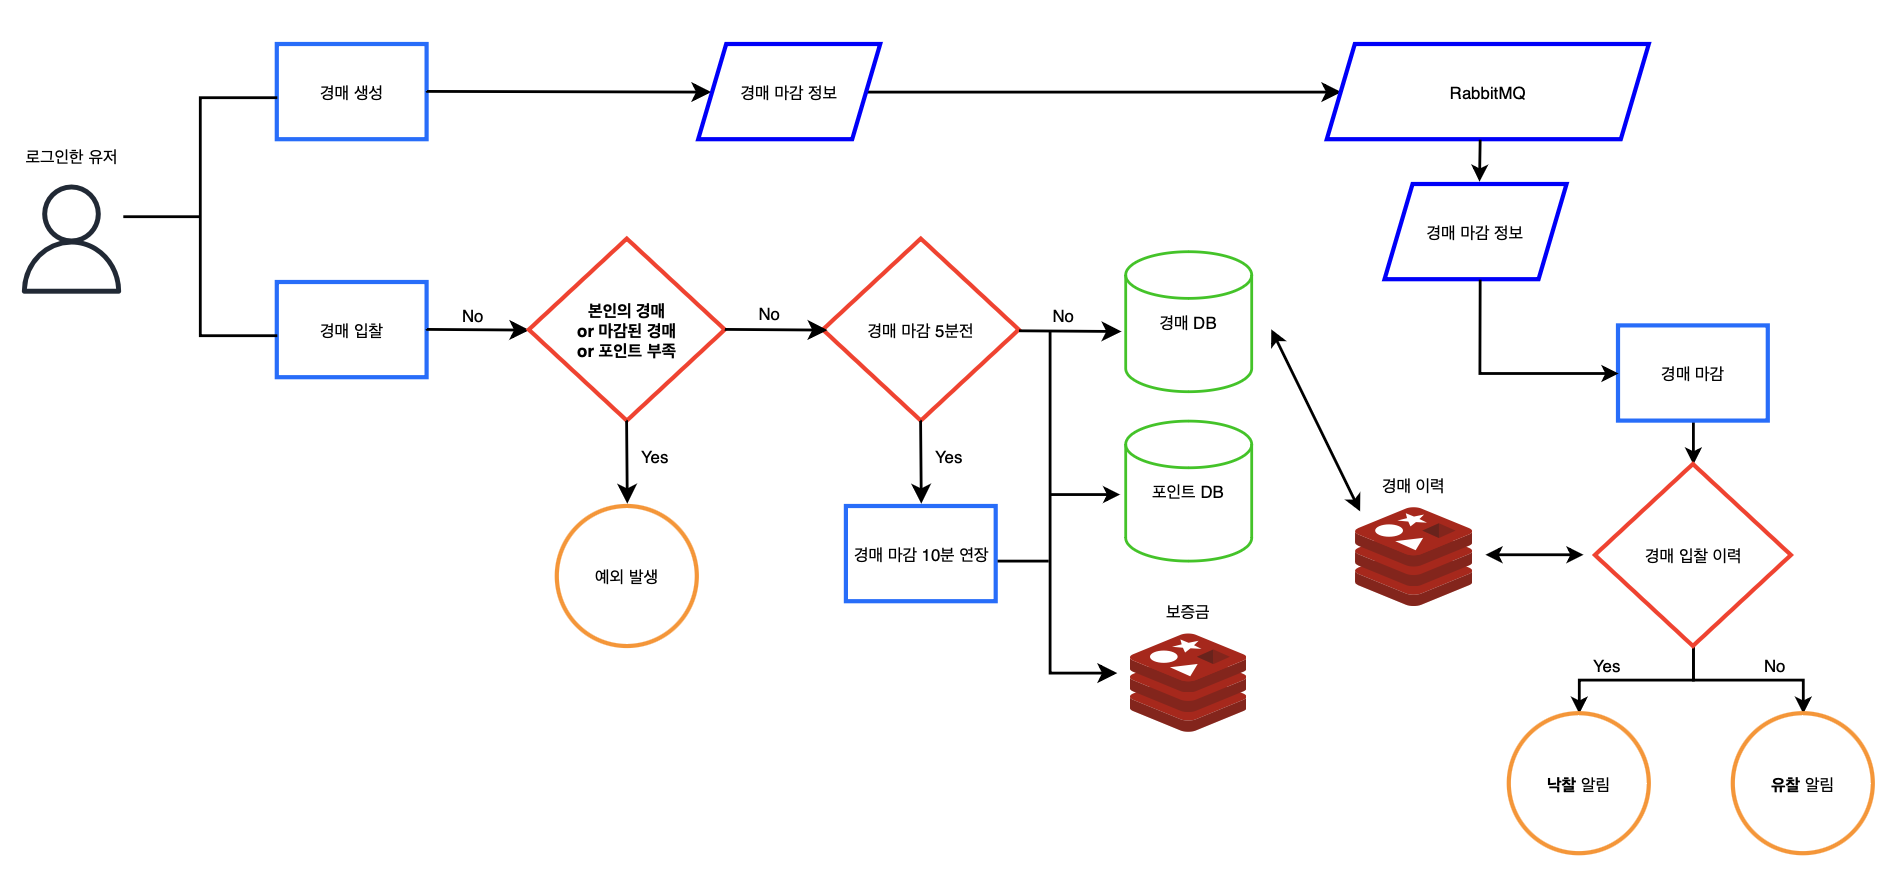 경매 생성
경매 마감 정보
RabbitMQ
로그인한 유저
경매 마감 정보
경매 입찰
No
본인의 경매
or 마감된 경매
or 포인트 부족
No
경매 마감 5분전
No
경매 DB
경매 마감
Yes
Yes
포인트 DB
경매 이력
예외 발생
경매 마감 10분 연장
경매 입찰 이력
보증금
Yes
No
낙찰 알림
유찰 알림